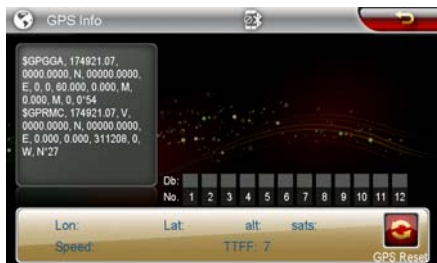 GPS Info
$GPGGA, 174921.07,
0000.0000, N, 00000.0000,
E, 0, 0, 60.000, 0.000, M,
0.000, M, 0, 0*54
$GPRMC, 174921.07, V,
0000.0000, N, 00000.0000,
E, 0.000, 0.000, 311208, 0,
W, N*27
Db:
No. 1 2 3 4 5 6 7 8 9 10 11 12
Lon: Lat: alt: sats:
Speed: TTFF: 7
GPS Reset